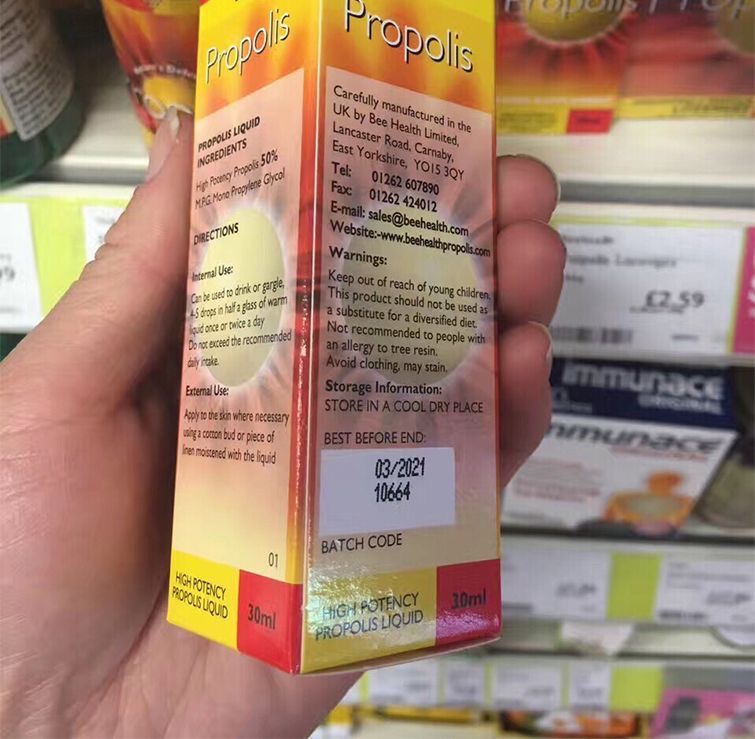 Propolis
PROPOLIS LIQUID
INGREDIENTS
High Potency Propolis 50%
M.P.G. Mono Propylene Glycol
DIRECTIONS
Internal Use:
Can be used to drink or gargle,
4-5 drops in half a glass of warm
liquid once or twice a day
Do not exceed the recommended
daily intake.
External Use:
Apply to the skin where necessary
using a cotton bud or piece of
linen moistened with the liquid
01
HIGH POTENCY
PROPOLIS LIQUID
30ml
Propolis
Carefully manufactured in the
UK by Bee Health Limited,
Lancaster Road, Carnaby,
East Yorkshire, YO15 3QY
Tel: 01262 607890
Fax: 01262 424012
E-mail: sales@beehealth.com
Website:-www.beehealthpropolis.com
Warnings:
Keep out of reach of young children.
This product should not be used as
a substitute for a diversified diet.
Not recommended to people with
an allergy to tree resin.
Avoid clothing, may stain.
Storage Information:
STORE IN A COOL DRY PLACE
BEST BEFORE END:
03/2021
10664
BATCH CODE
HIGH POTENCY
PROPOLIS LIQUID
30ml
Propolis
£2.59
immunace
ORIGINAL
immunace